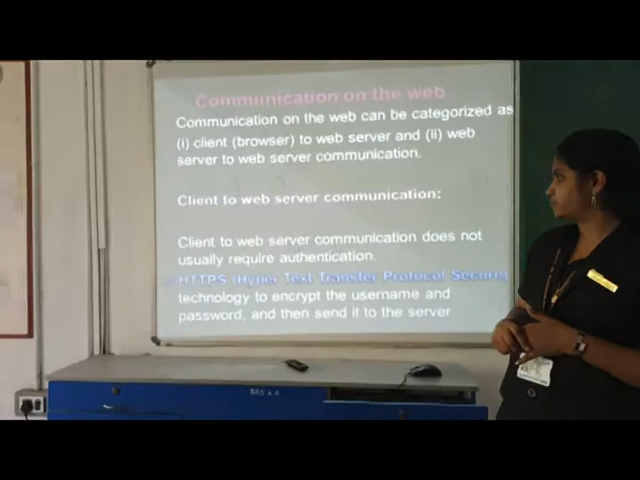 Communication on the web
Communication on the web can be categorized as
(i) client (browser) to web server and (ii) web
server to web server communication.
Client to web server communication:
Client to web server communication does not
usually require authentication.
HTTPS (Hyper Text Transfer Protocol Secure)
technology to encrypt the username and
password, and then send it to the server